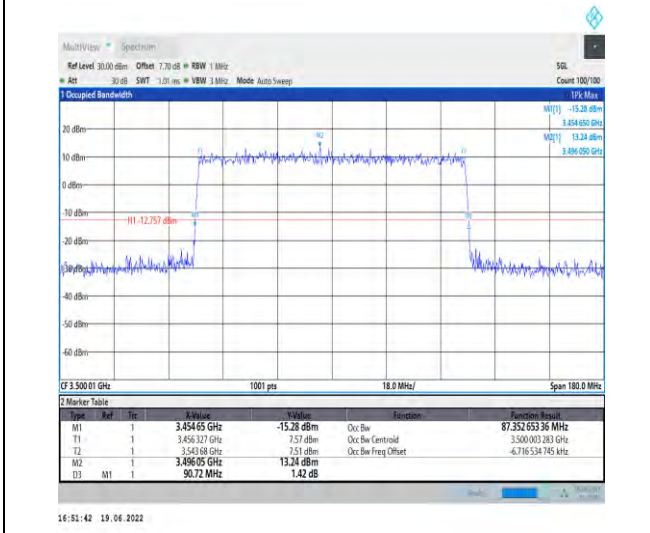 MultiView Spectrum
Ref Level 30.00 dBm Offset 7.70 dB RBW 1 MHz SGL
Att 30 dB SWT 1.01 ms VBW 3 MHz Mode Auto Sweep Count 100/100
1 Occupied Bandwidth 1Pk Max
M1[1] -15.28 dBm
3.454 650 GHz
M2[1] 13.24 dBm
3.496 050 GHz
20 dBm
M2
10 dBm
0 dBm
-10 dBm
H1 -12.757 dBm
-20 dBm
-30 dBm
-40 dBm
-50 dBm
-60 dBm
CF 3.500 01 GHz 1001 pts 18.0 MHz/ Span 180.0 MHz
2 Marker Table
Type Ref Trc X-Value Y-Value Function Function Result
M1 1 3.454 65 GHz -15.28 dBm Occ Bw 87.352 653 36 MHz
T1 1 3.456 327 GHz 7.57 dBm Occ Bw Centroid 3.500 003 283 GHz
T2 1 3.543 68 GHz 7.51 dBm Occ Bw Freq Offset -6.716 534 745 kHz
M2 1 3.496 05 GHz 13.24 dBm
D3 M1 1 90.72 MHz 1.42 dB
16:51:42 19.06.2022